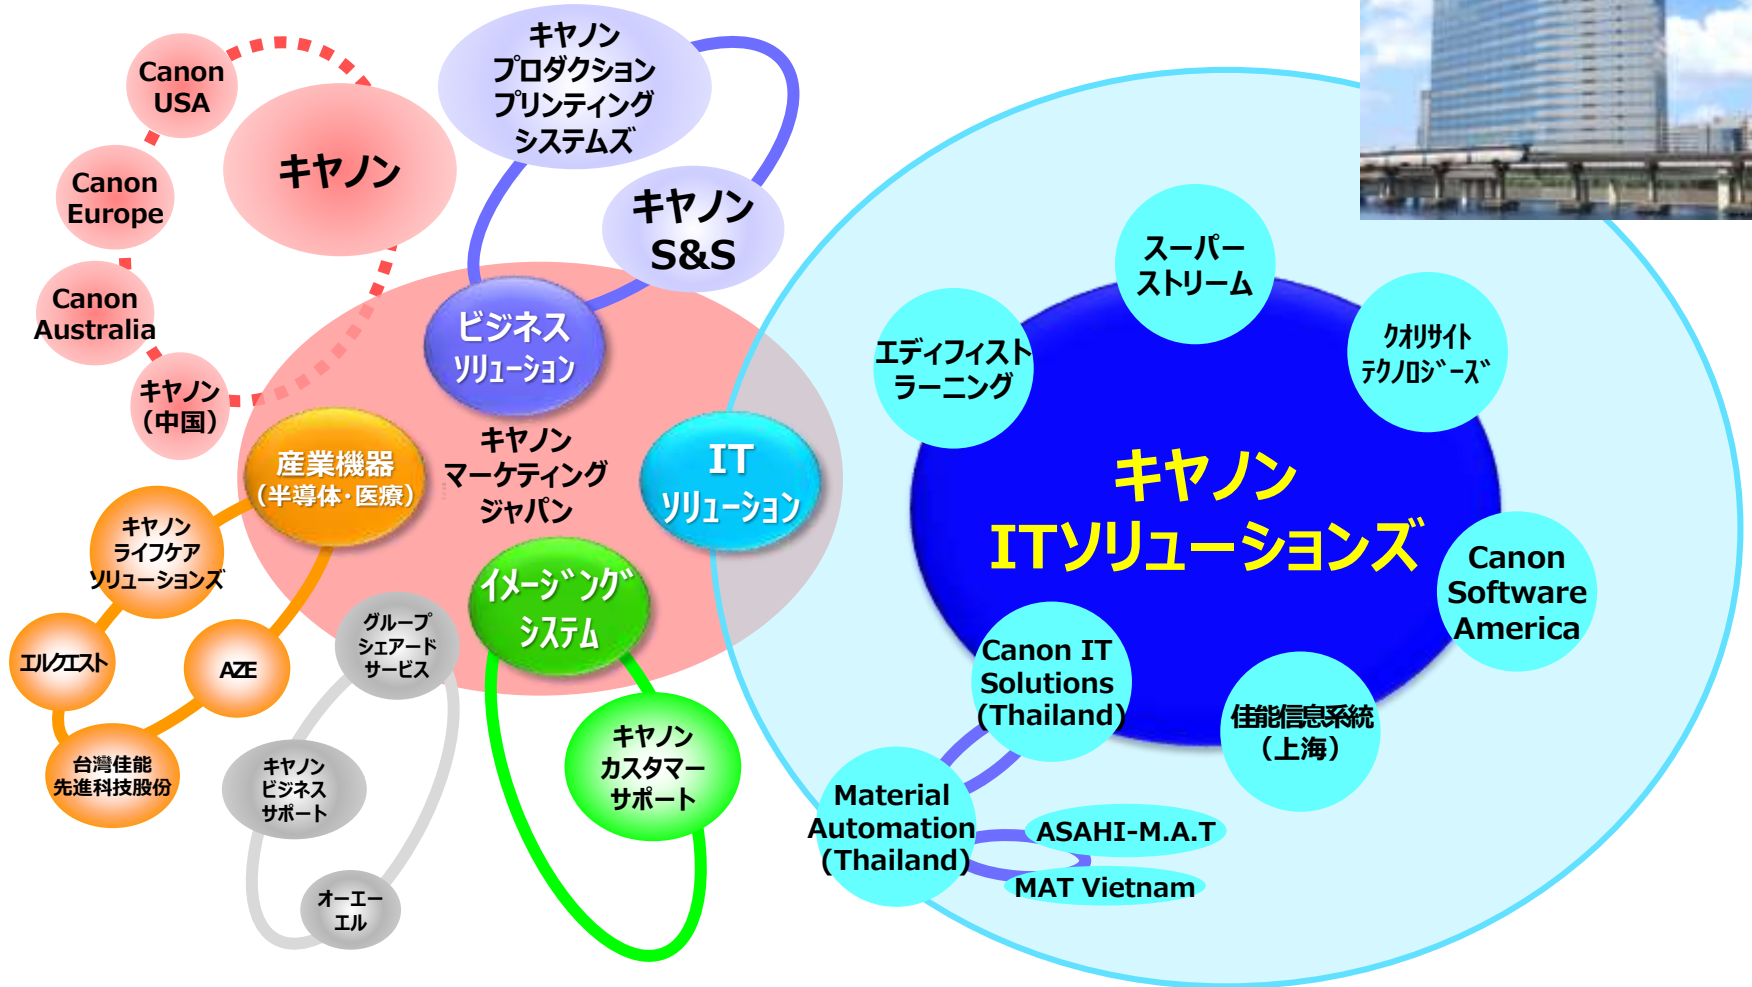 Canon
USA
Canon
Europe
Canon
Australia
キヤノン
（中国）
キヤノン
キヤノン
プロダクション
プリンティング
システムズ
キヤノン
S&S
ビジネス
ソリューション
産業機器
（半導体・医療）
キヤノン
マーケティング
ジャパン
IT
ソリューション
イメージング
システム
キヤノン
ライフケア
ソリューションズ
エルクエスト
AZE
台灣佳能
先進科技股份
グループ
シェアード
サービス
キヤノン
ビジネス
サポート
オーエー
エル
キヤノン
カスタマー
サポート
スーパー
ストリーム
エディフィスト
ラーニング
クオリサイト
テクノロジーズ
キヤノン
ITソリューションズ
Canon
Software
America
Canon IT
Solutions
(Thailand)
佳能信息系統
（上海）
Material
Automation
(Thailand)
ASAHI-M.A.T
MAT Vietnam